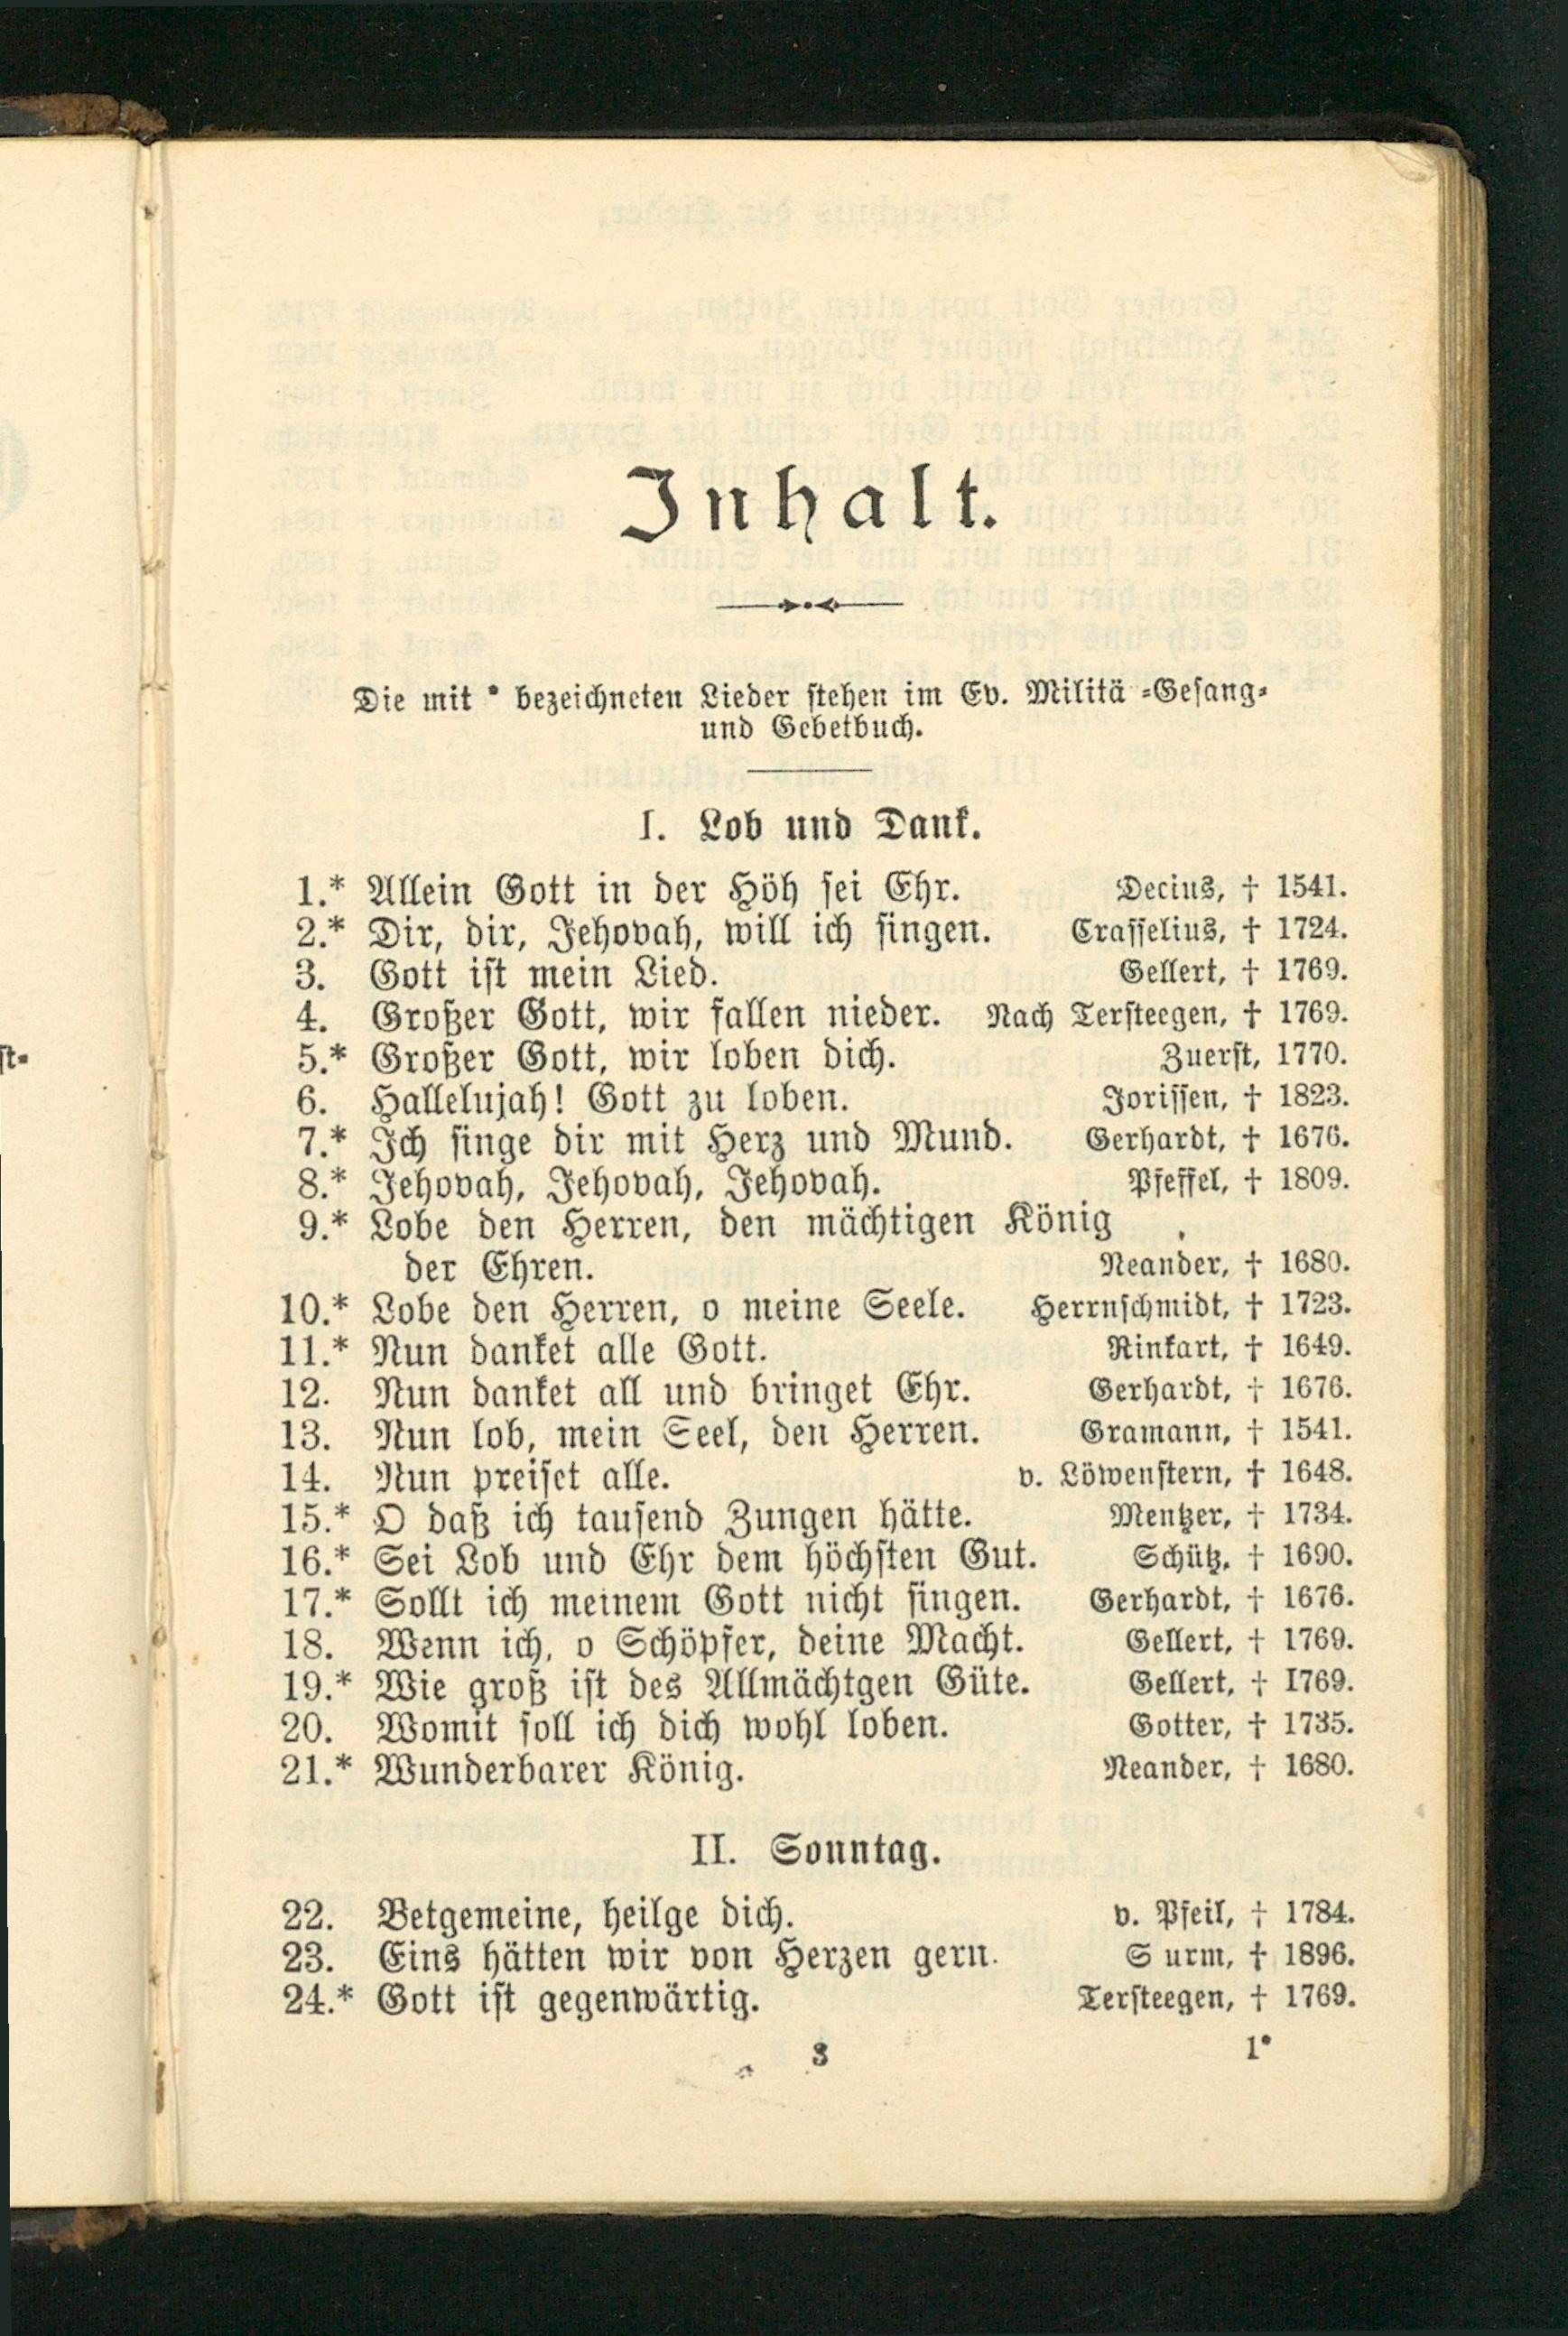 Inhalt.
Die mit * bezeichneten Lieder stehen im Ev. Militä -Gesang-
und Gebetbuch.
I. Lob und Dank.
1.* Allein Gott in der Höh sei Ehr. Decius, † 1541.
2.* Dir, dir, Jehovah, will ich singen. Crasselius, † 1724.
3. Gott ist mein Lied. Gellert, † 1769.
4. Großer Gott, wir fallen nieder. Nach Tersteegen, † 1769.
5.* Großer Gott, wir loben dich. Zuerst, 1770.
6. Hallelujah! Gott zu loben. Jorissen, † 1823.
7.* Ich singe dir mit Herz und Mund. Gerhardt, † 1676.
8.* Jehovah, Jehovah, Jehovah. Pfeffel, † 1809.
9.* Lobe den Herren, den mächtigen König
der Ehren. Neander, † 1680.
10.* Lobe den Herren, o meine Seele. Herrnschmidt, † 1723.
11.* Nun danket alle Gott. Rinkart, † 1649.
12. Nun danket all und bringet Ehr. Gerhardt, † 1676.
13. Nun lob, mein Seel, den Herren. Gramann, † 1541.
14. Nun preiset alle. v. Löwenstern, † 1648.
15.* O daß ich tausend Zungen hätte. Mentzer, † 1734.
16.* Sei Lob und Ehr dem höchsten Gut. Schütz, † 1690.
17.* Sollt ich meinem Gott nicht singen. Gerhardt, † 1676.
18. Wenn ich, o Schöpfer, deine Macht. Gellert, † 1769.
19.* Wie groß ist des Allmächtgen Güte. Gellert, † 1769.
20. Womit soll ich dich wohl loben. Gotter, † 1735.
21.* Wunderbarer König. Neander, † 1680.
II. Sonntag.
22. Betgemeine, heilge dich. v. Pfeil, † 1784.
23. Eins hätten wir von Herzen gern. S urm, † 1896.
24.* Gott ist gegenwärtig. Tersteegen, † 1769.
3 1*